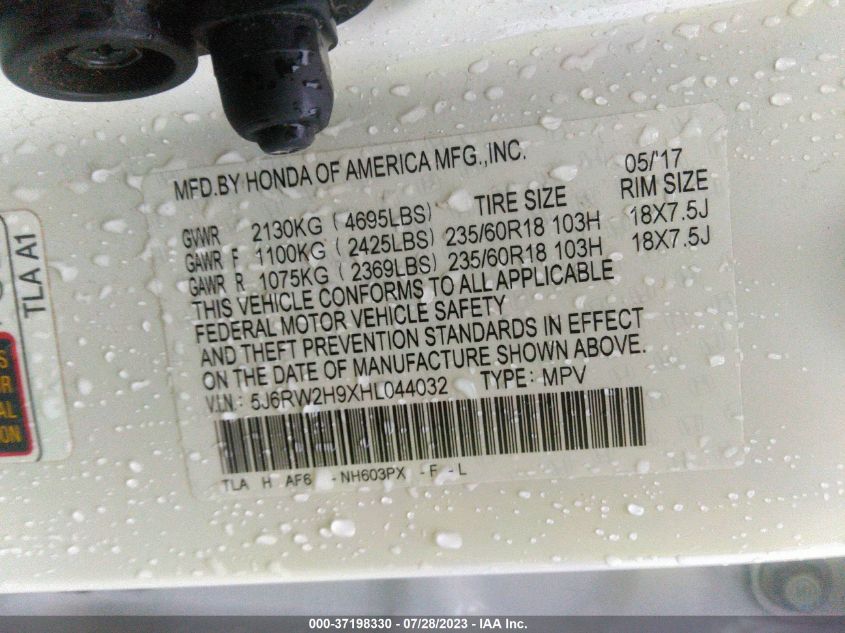 MFD.BY HONDA OF AMERICA MFG.,INC. 05/'17
TIRE SIZE RIM SIZE
GVWR 2130KG (4695LBS)
GAWR F 1100KG (2425LBS) 235/60R18 103H 18X7.5J
GAWR R 1075KG (2369LBS) 235/60R18 103H 18X7.5J
THIS VEHICLE CONFORMS TO ALL APPLICABLE
FEDERAL MOTOR VEHICLE SAFETY
AND THEFT PREVENTION STANDARDS IN EFFECT
ON THE DATE OF MANUFACTURE SHOWN ABOVE.
V.I.N : 5J6RW2H9XHL044032 TYPE: MPV
TLA H AF6 - NH603PX - F - L
TLA A1
AL
ON
000-37198330 - 07/28/2023 - IAA Inc.